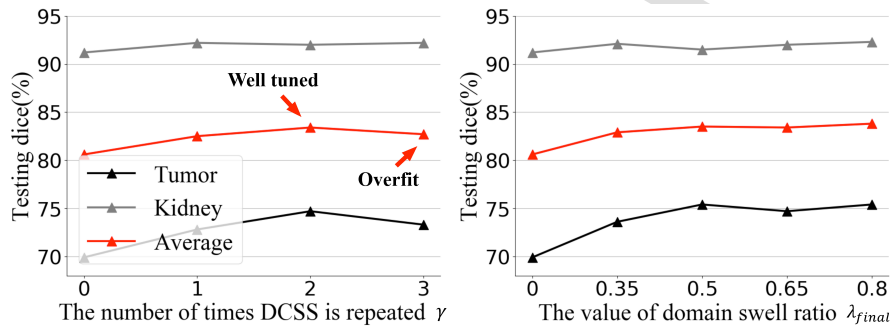 95
90
85
80
75
70
Testing dice(%)
Well tuned
Overfit
Tumor
Kidney
Average
0 1 2 3
The number of times DCSS is repeated γ
95
90
85
80
75
70
Testing dice(%)
0 0.35 0.5 0.65 0.8
The value of domain swell ratio λfinal